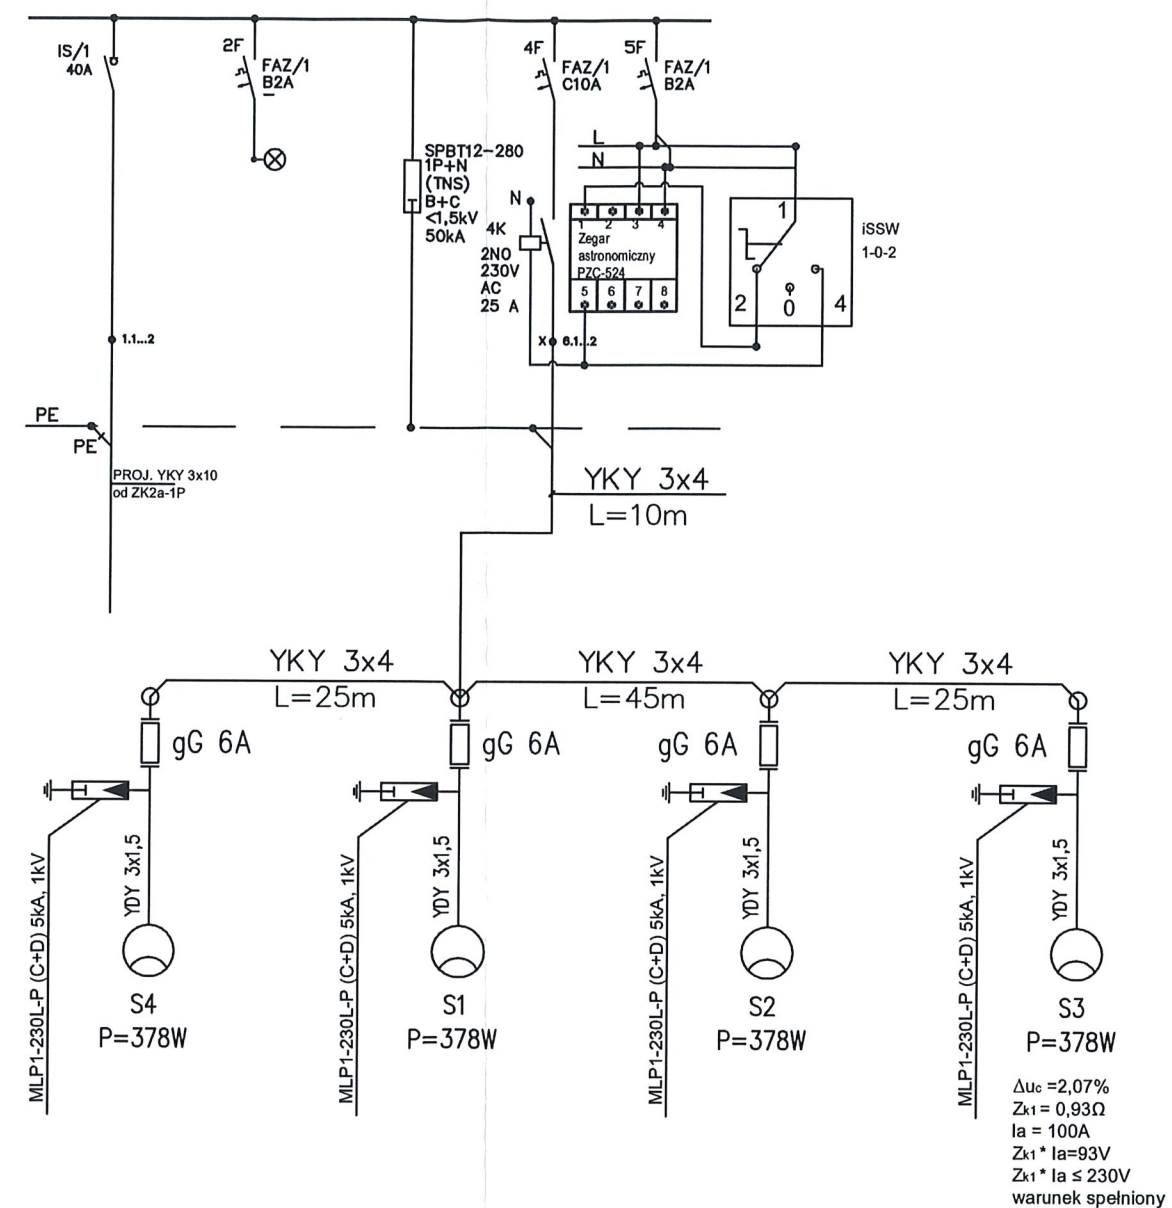 IS/1
40A
2F
FAZ/1
B2A
SPBT12-280
1P+N
(TNS)
B+C
<1,5kV
50kA
4F
FAZ/1
C10A
5F
FAZ/1
B2A
L
N
N
4K
2NO
230V
AC
25 A
1 2 3 4
Zegar
astronomiczny
PZC-524
5 6 7 8
1
2
0
4
iSSW
1-0-2
1.1...2
X 6.1...2
PE
PE
PROJ. YKY 3x10
od ZK2a-1P
YKY 3x4
L=10m
YKY 3x4
L=25m
YKY 3x4
L=45m
YKY 3x4
L=25m
gG 6A
gG 6A
gG 6A
gG 6A
MLP1-230L-P (C+D) 5kA, 1kV
YDY 3x1,5
MLP1-230L-P (C+D) 5kA, 1kV
YDY 3x1,5
MLP1-230L-P (C+D) 5kA, 1kV
YDY 3x1,5
MLP1-230L-P (C+D) 5kA, 1kV
YDY 3x1,5
S4
P=378W
S1
P=378W
S2
P=378W
S3
P=378W
Δuc =2,07%
Zk1 = 0,93Ω
Ia = 100A
Zk1 * Ia=93V
Zk1 * Ia ≤ 230V
warunek spełniony